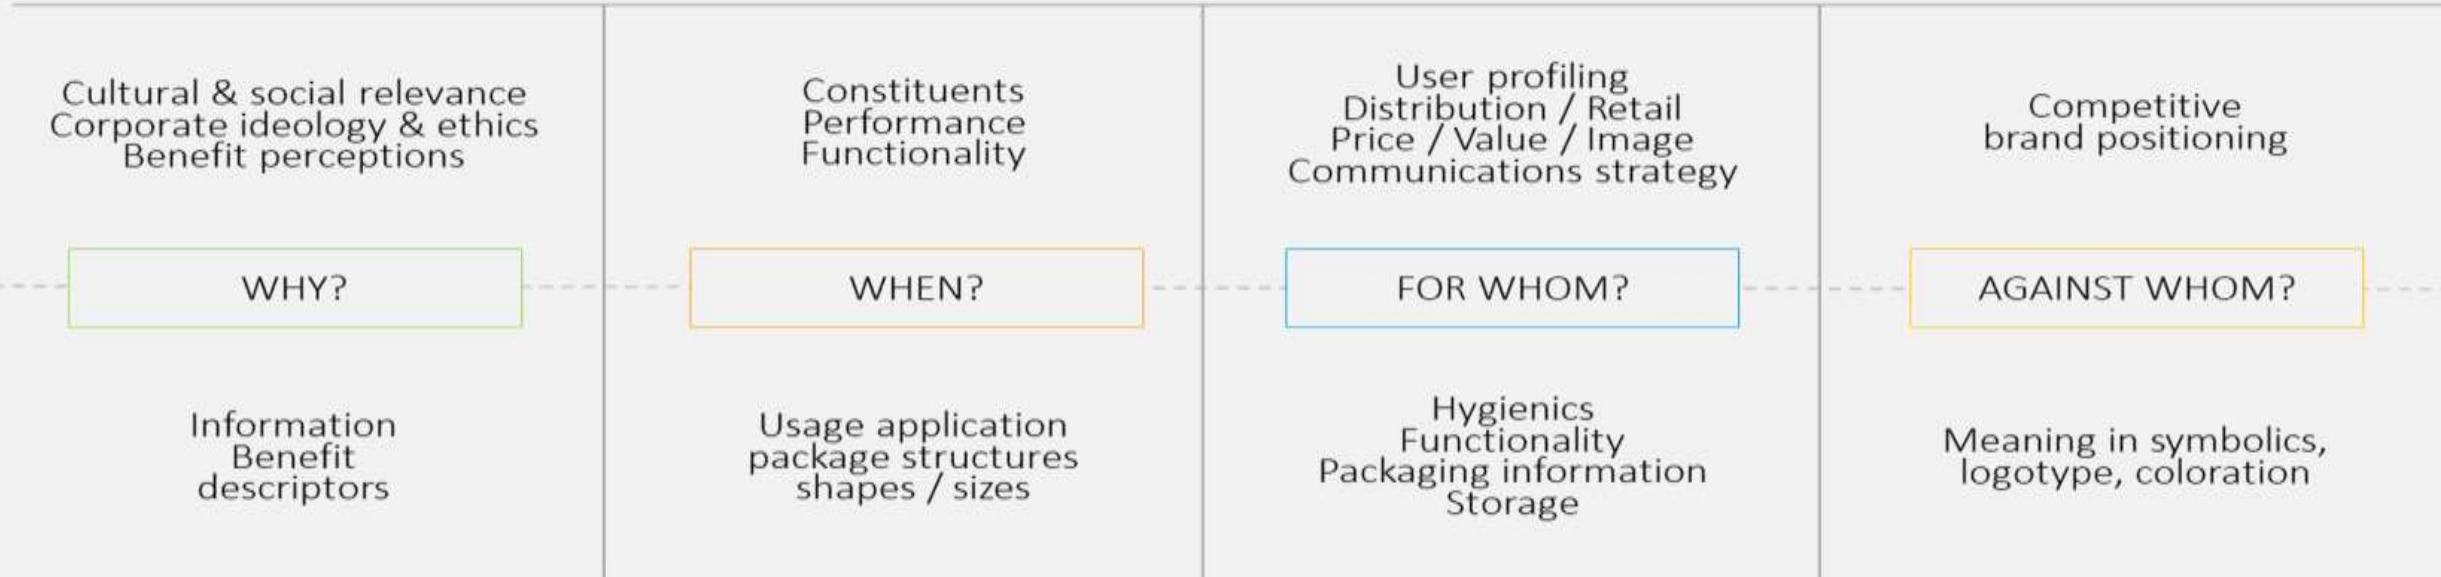 Cultural & social relevance
Corporate ideology & ethics
Benefit perceptions
WHY?
Information
Benefit
descriptors
Constituents
Performance
Functionality
WHEN?
Usage application
package structures
shapes / sizes
User profiling
Distribution / Retail
Price / Value / Image
Communications strategy
FOR WHOM?
Hygienics
Functionality
Packaging information
Storage
Competitive
brand positioning
AGAINST WHOM?
Meaning in symbolics,
logotype, coloration